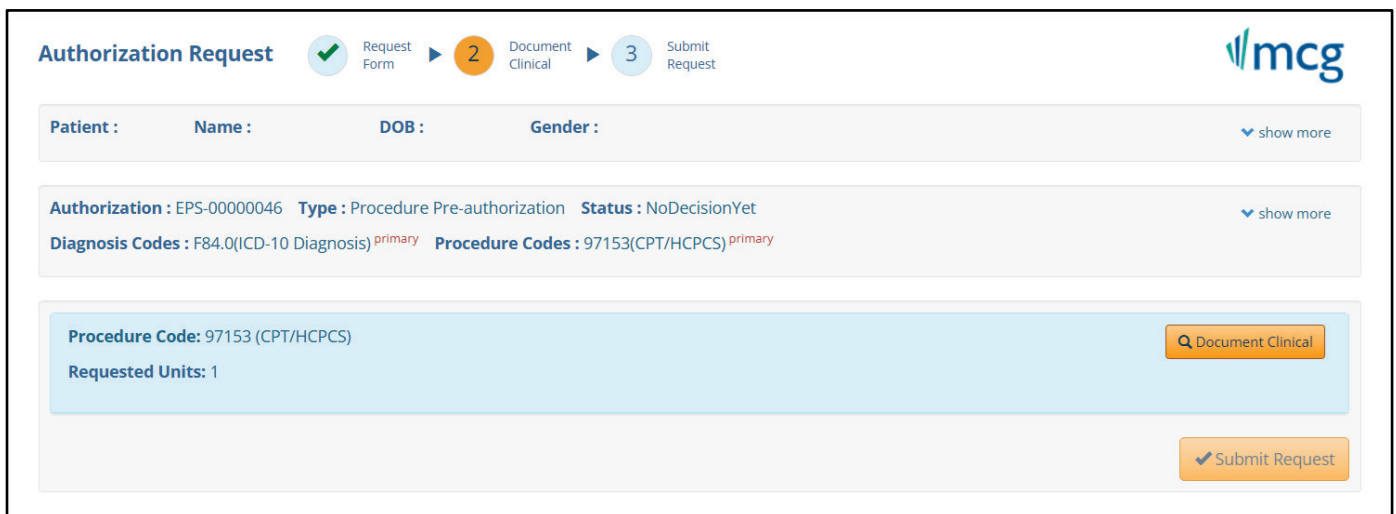 Authorization Request
Request
Form
2
Document
Clinical
3
Submit
Request
mcg
Patient : Name : DOB : Gender : show more
Authorization : EPS-00000046 Type : Procedure Pre-authorization Status : NoDecisionYet show more
Diagnosis Codes : F84.0(ICD-10 Diagnosis) primary Procedure Codes : 97153(CPT/HCPCS) primary
Procedure Code: 97153 (CPT/HCPCS)
Document Clinical
Requested Units: 1
Submit Request